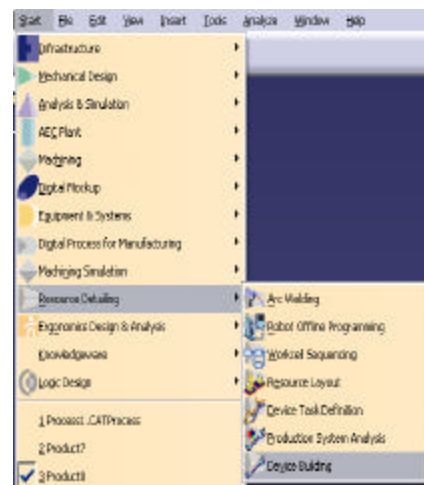 Start File Edit View Insert Tools Analyze Window Help
Infrastructure
Mechanical Design
Analysis & Simulation
AEC Plant
Machining
Digital Mockup
Equipment & Systems
Digital Process for Manufacturing
Machining Simulation
Resource Detailing
Ergonomics Design & Analysis
Knowledgeware
Logic Design
1 Process1.CATProcess
2 Product7
3 Product8
Arc Welding
Robot Offline Programming
Workcell Sequencing
Resource Layout
Device Task Definition
Production System Analysis
Device Building